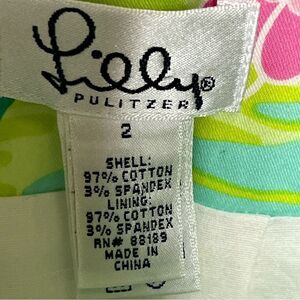 Lilly®
PULITZER
2
SHELL:
97% COTTON
3% SPANDEX
LINING:
97% COTTON
3% SPANDEX
RN# 88189
MADE IN
CHINA